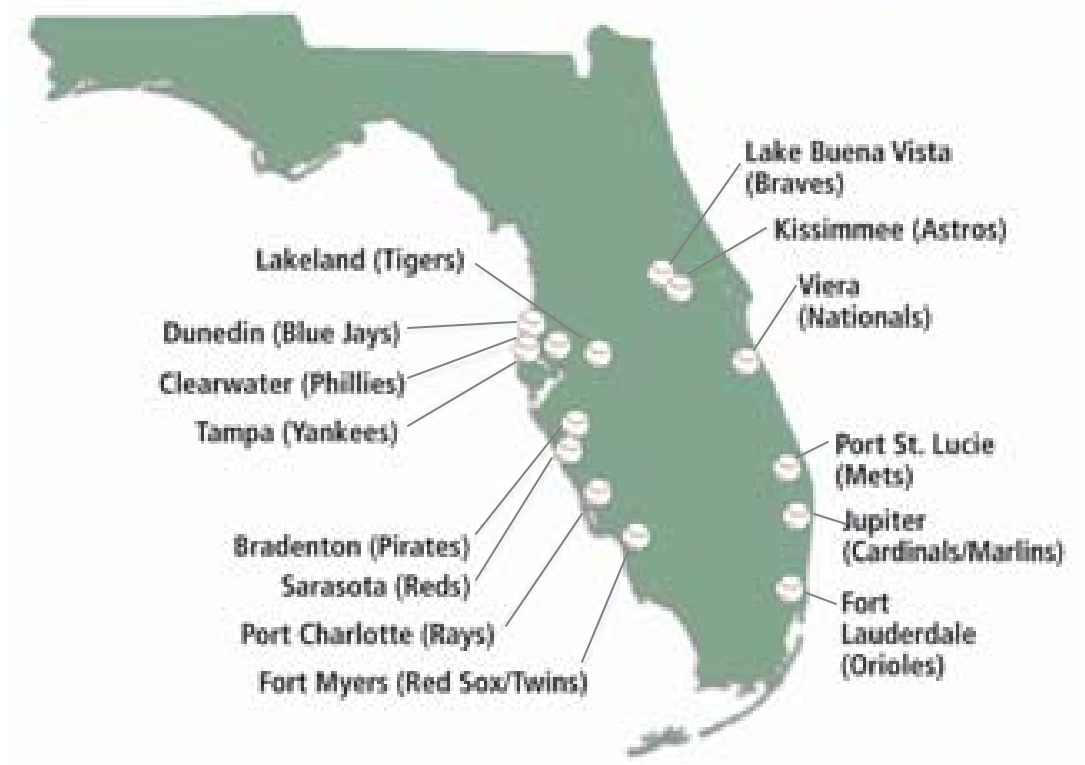 Lake Buena Vista
(Braves)
Kissimmee (Astros)
Lakeland (Tigers)
Viera
(Nationals)
Dunedin (Blue Jays)
Clearwater (Phillies)
Tampa (Yankees)
Port St. Lucie
(Mets)
Jupiter
(Cardinals/Marlins)
Bradenton (Pirates)
Sarasota (Reds)
Fort
Lauderdale
(Orioles)
Port Charlotte (Rays)
Fort Myers (Red Sox/Twins)